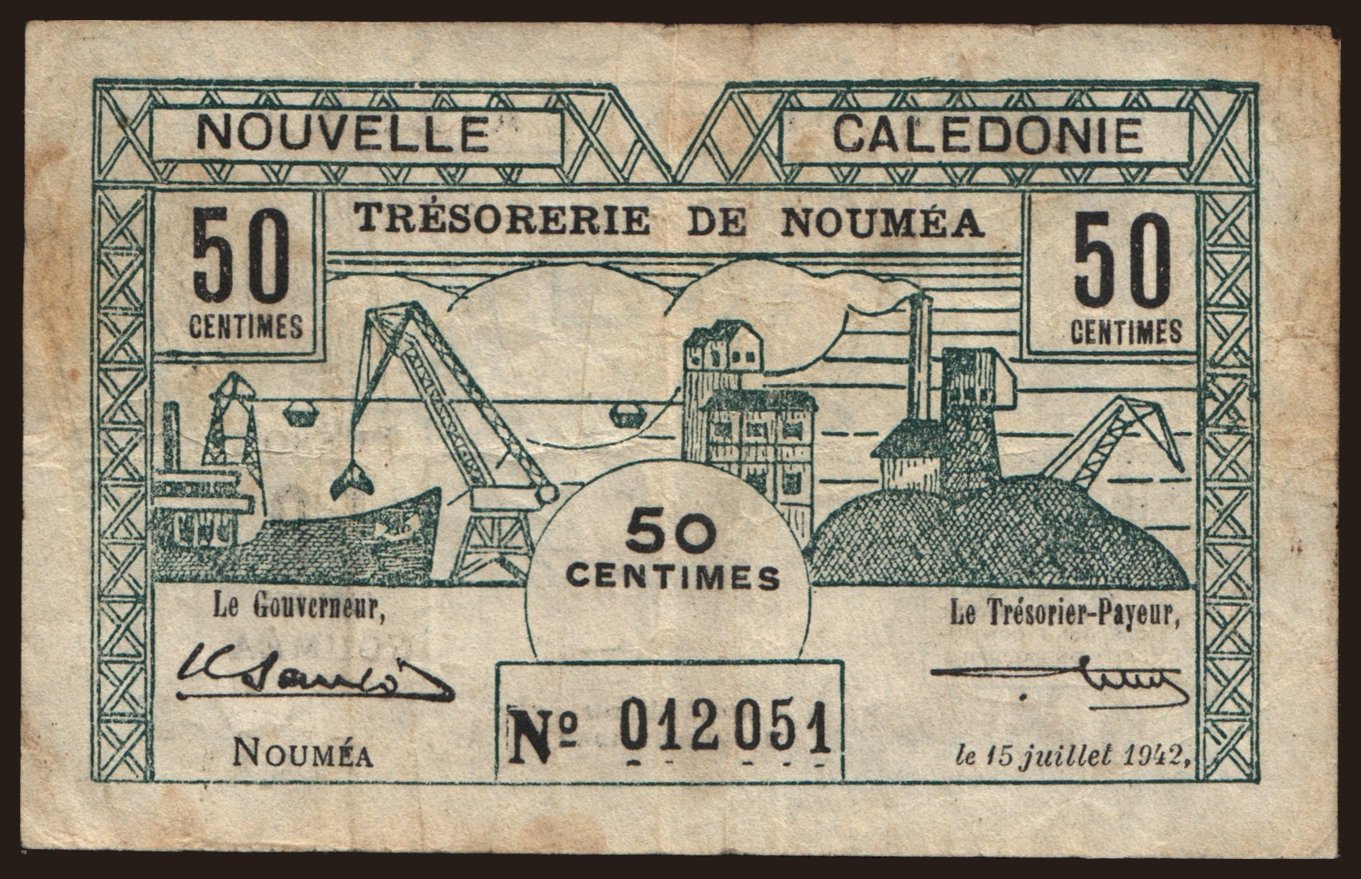 NOUVELLE CALEDONIE
TRÉSORERIE DE NOUMÉA
50 CENTIMES
50 CENTIMES
50
CENTIMES
Le Gouverneur,
Le Trésorier-Payeur,
Nº 012051
NOUMÉA
le 15 juillet 1942,